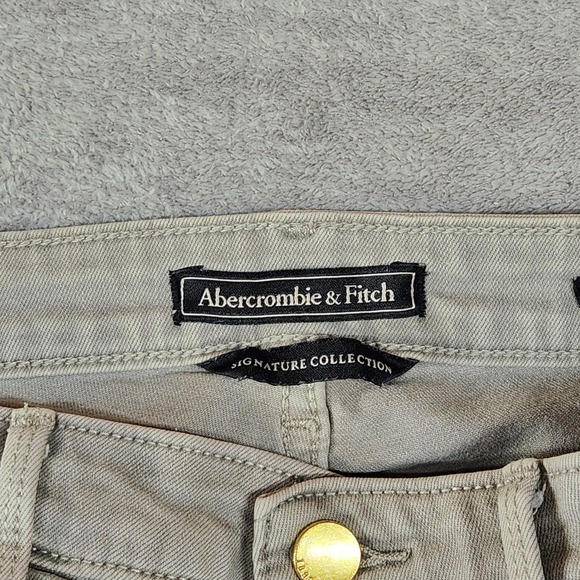 Abercrombie & Fitch
SIGNATURE COLLECTION